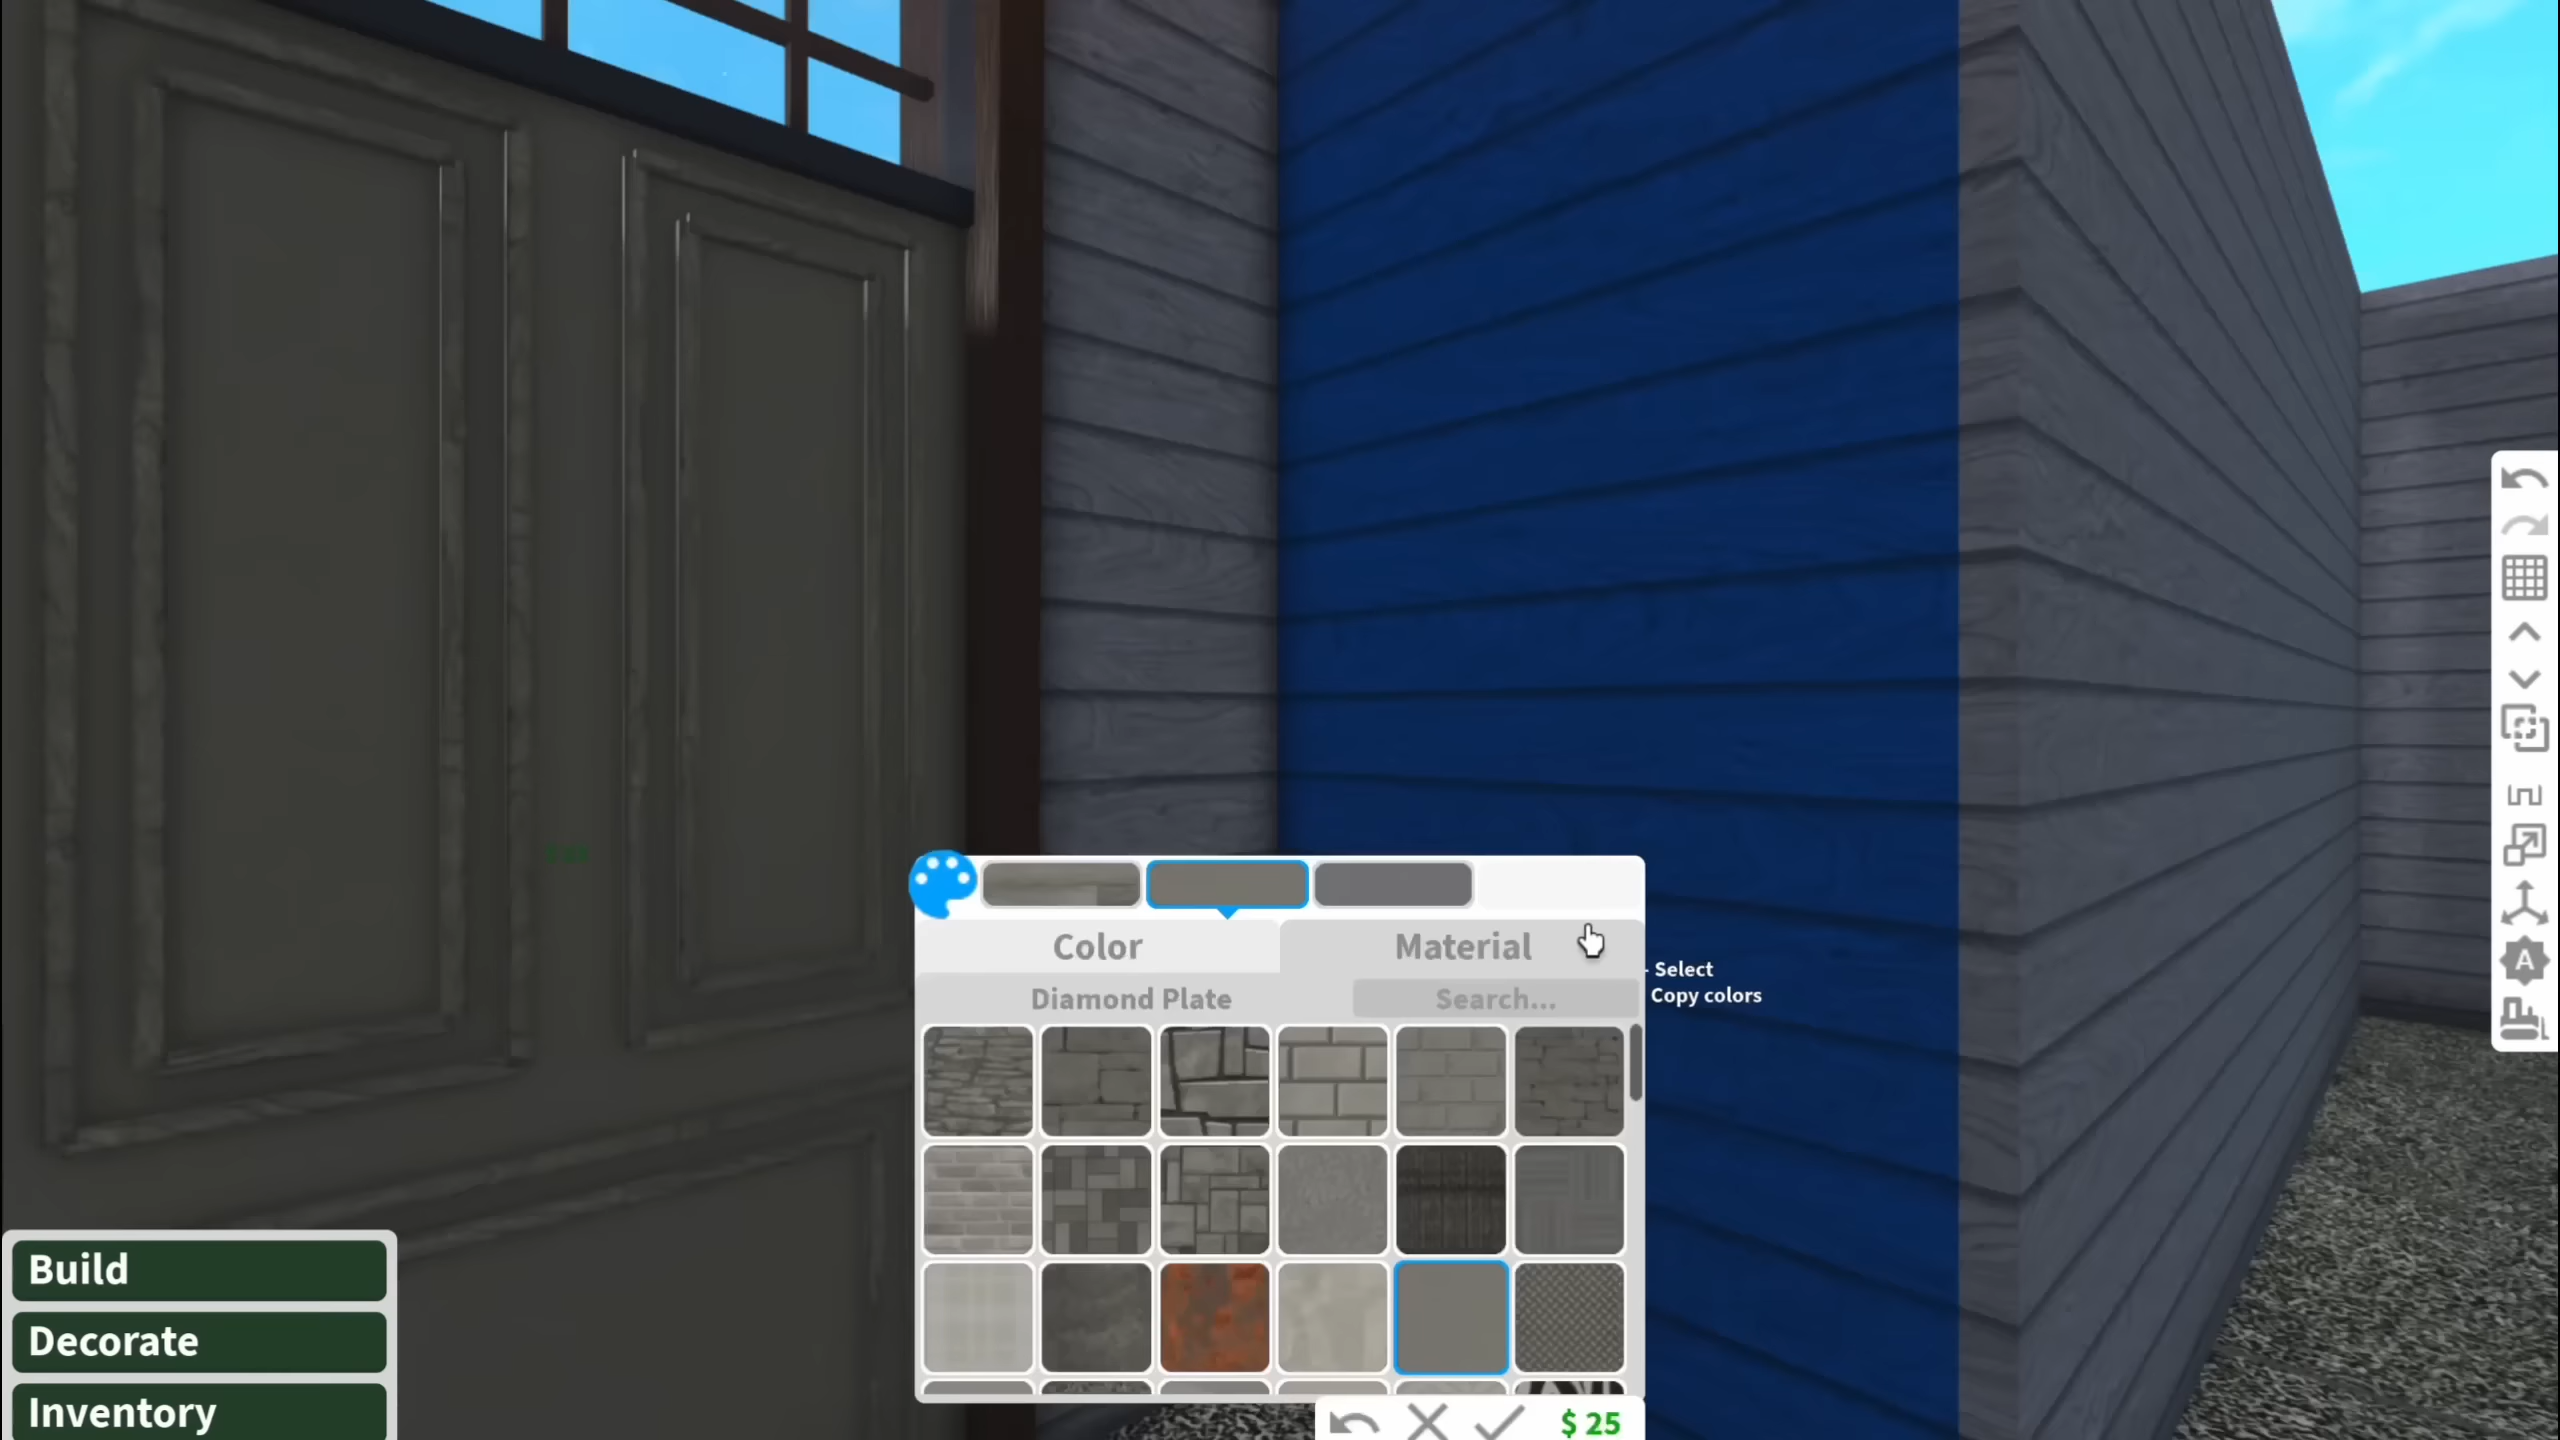 Color
Material
Diamond Plate
Search...
- Select
Copy colors
A
Build
Decorate
Inventory
$ 25